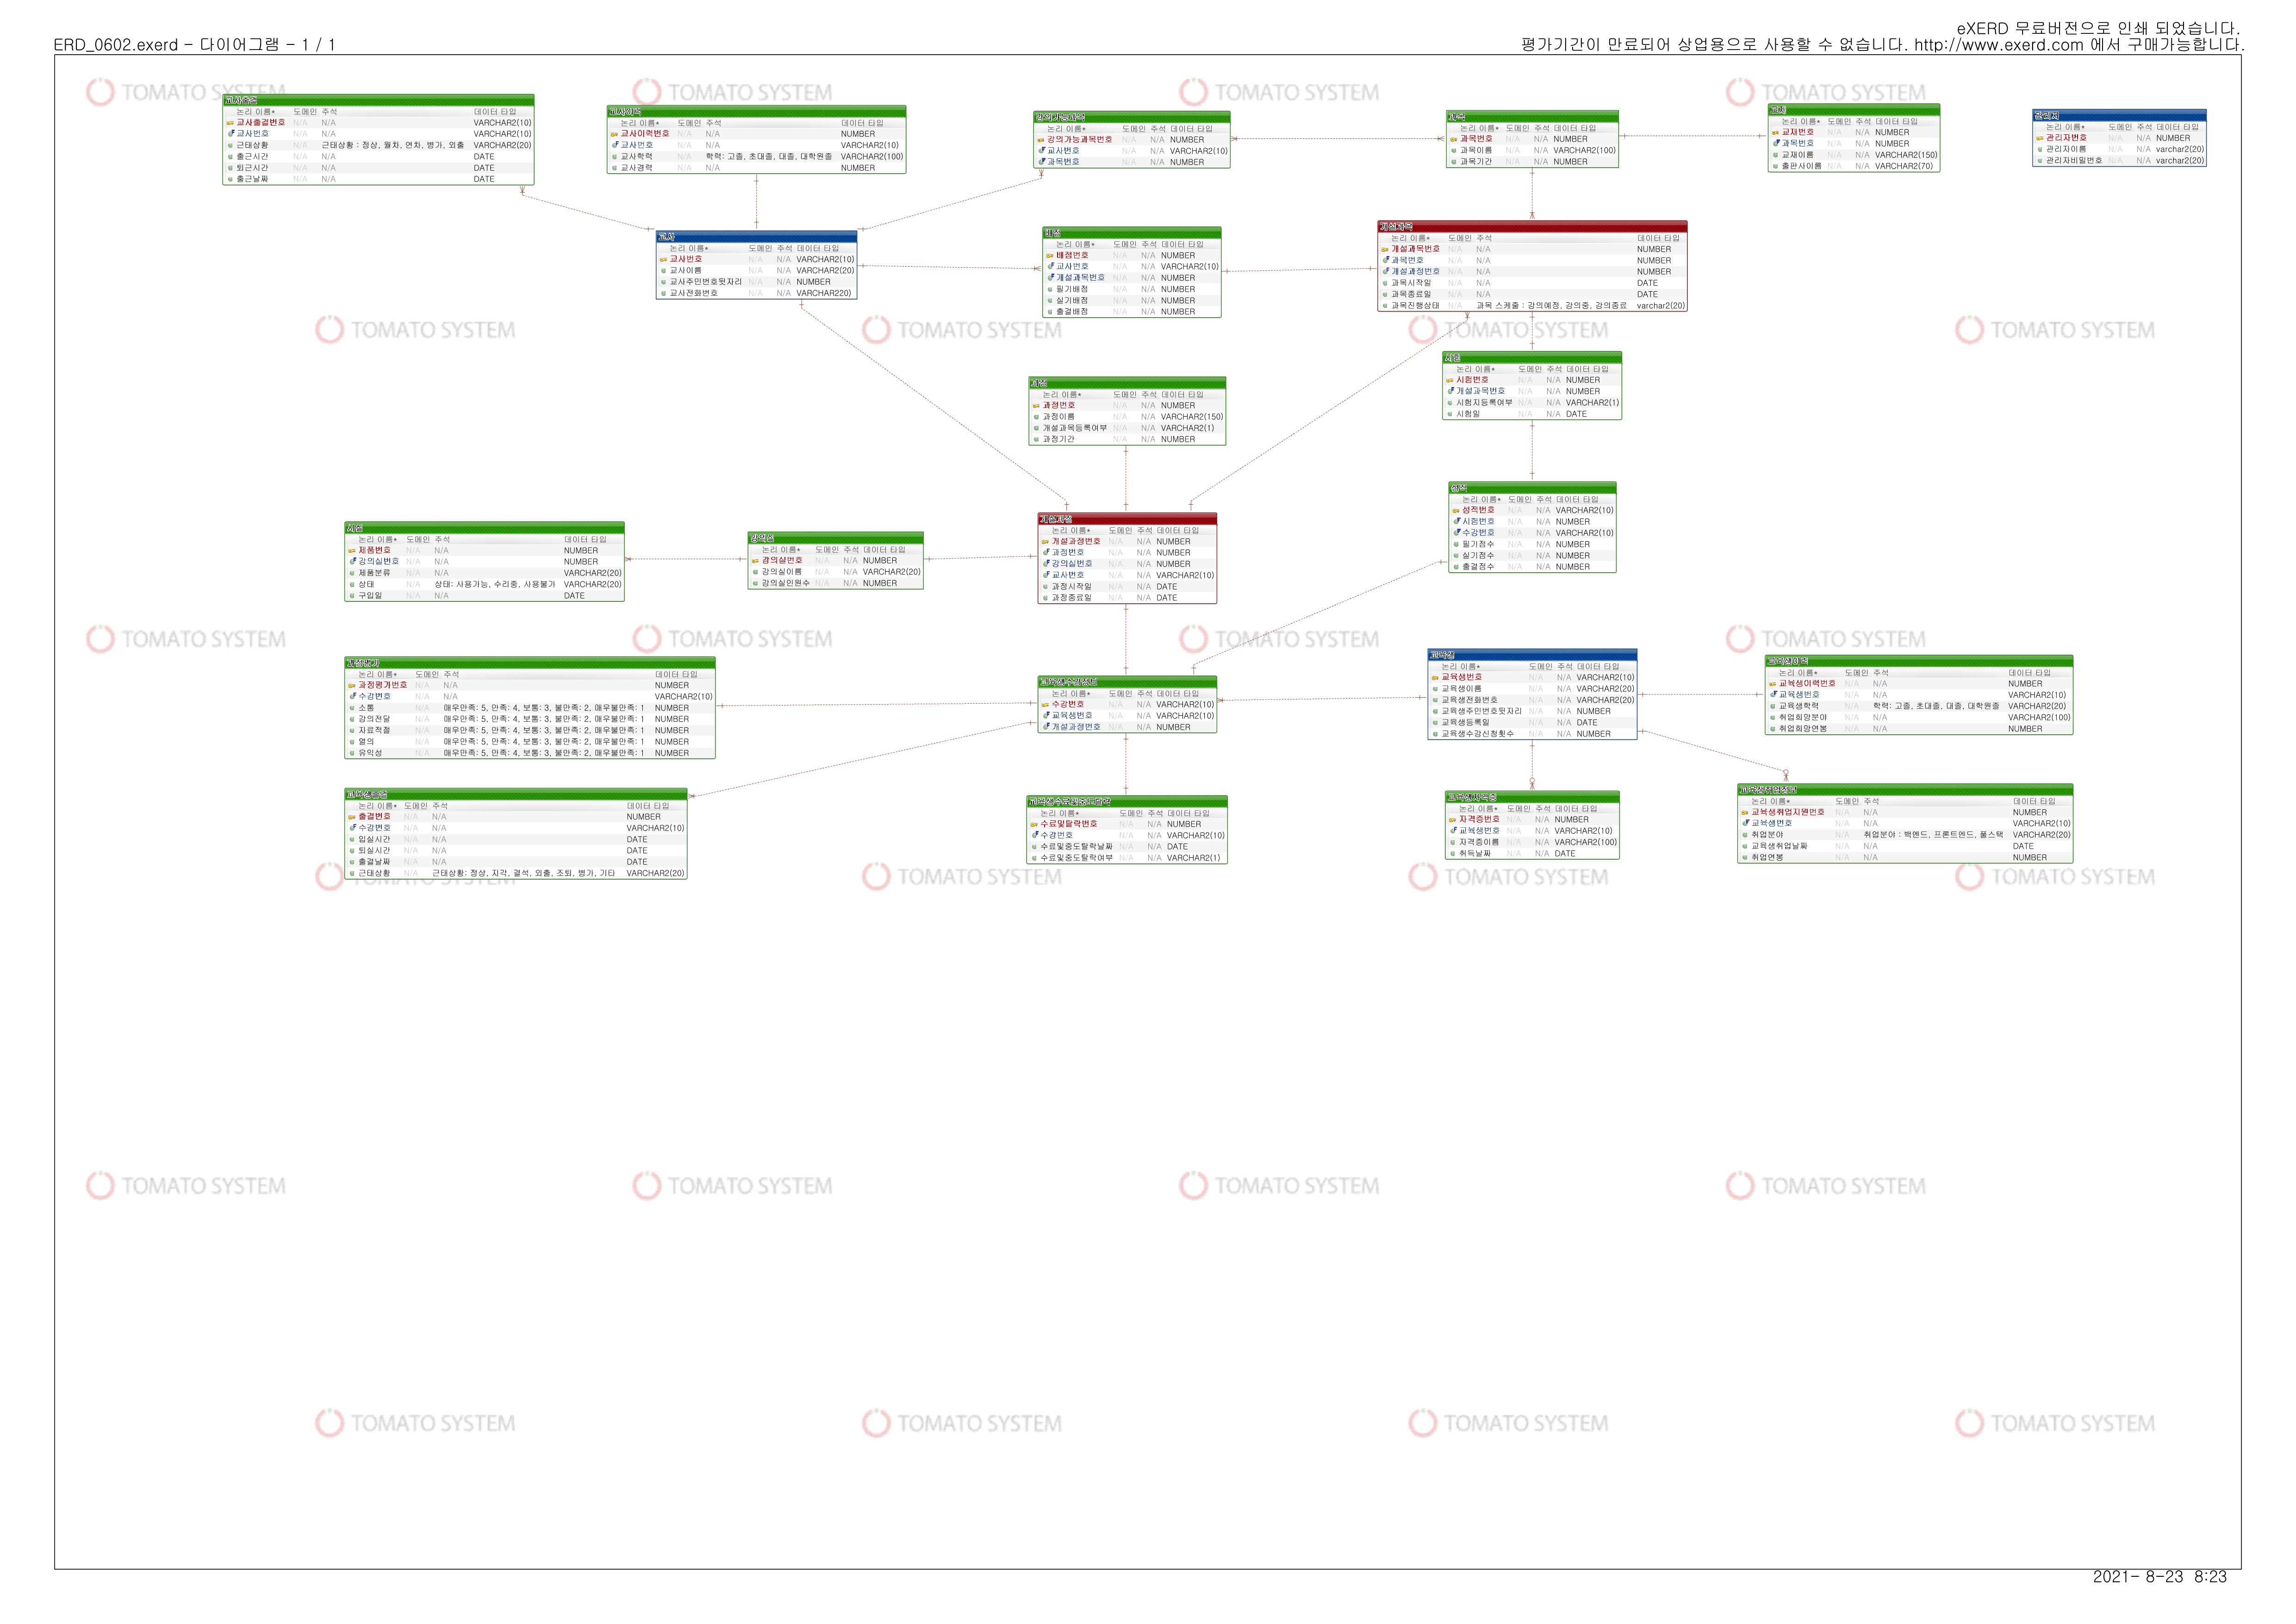 eXERD 무료버전으로 인쇄 되었습니다.
ERD_0602.exerd - 다이어그램 - 1 / 1
평가기간이 만료되어 상업용으로 사용할 수 없습니다. http://www.exerd.com 에서 구매가능합니다.
TOMATO SYSTEM
TOMATO SYSTEM
TOMATO SYSTEM
TOMATO SYSTEM
교사출결
논리 이름* 도메인 주석 데이터 타입
교사출결번호 N/A N/A VARCHAR2(10)
교사번호 N/A N/A VARCHAR2(10)
근태상황 N/A 근태상황 : 정상, 월차, 연차, 병가, 외출 VARCHAR2(20)
출근시간 N/A N/A DATE
퇴근시간 N/A N/A DATE
출근날짜 N/A N/A DATE
교사이력
논리 이름* 도메인 주석 데이터 타입
교사이력번호 N/A N/A NUMBER
교사번호 N/A N/A VARCHAR2(10)
교사학력 N/A 학력: 고졸, 초대졸, 대졸, 대학원졸 VARCHAR2(100)
교사경력 N/A N/A NUMBER
강의가능과목
논리 이름* 도메인 주석 데이터 타입
강의가능과목번호 N/A N/A NUMBER
교사번호 N/A N/A VARCHAR2(10)
과목번호 N/A N/A NUMBER
과목
논리 이름* 도메인 주석 데이터 타입
과목번호 N/A N/A NUMBER
과목이름 N/A N/A VARCHAR2(100)
과목기간 N/A N/A NUMBER
교재
논리 이름* 도메인 주석 데이터 타입
교재번호 N/A N/A NUMBER
과목번호 N/A N/A NUMBER
교재이름 N/A N/A VARCHAR2(150)
출판사이름 N/A N/A VARCHAR2(70)
관리자
논리 이름* 도메인 주석 데이터 타입
관리자번호 N/A N/A NUMBER
관리자이름 N/A N/A varchar2(20)
관리자비밀번호 N/A N/A varchar2(20)
교사
논리 이름* 도메인 주석 데이터 타입
교사번호 N/A N/A VARCHAR2(10)
교사이름 N/A N/A VARCHAR2(20)
교사주민번호뒷자리 N/A N/A NUMBER
교사전화번호 N/A N/A VARCHAR220)
배점
논리 이름* 도메인 주석 데이터 타입
배점번호 N/A N/A NUMBER
교사번호 N/A N/A VARCHAR2(10)
개설과목번호 N/A N/A NUMBER
필기배점 N/A N/A NUMBER
실기배점 N/A N/A NUMBER
출결배점 N/A N/A NUMBER
개설과목
논리 이름* 도메인 주석 데이터 타입
개설과목번호 N/A N/A NUMBER
과목번호 N/A N/A NUMBER
개설과정번호 N/A N/A NUMBER
과목시작일 N/A N/A DATE
과목종료일 N/A N/A DATE
과목진행상태 N/A 과목 스케줄 : 강의예정, 강의중, 강의종료 varchar2(20)
TOMATO SYSTEM
TOMATO SYSTEM
TOMATO SYSTEM
TOMATO SYSTEM
시험
논리 이름* 도메인 주석 데이터 타입
시험번호 N/A N/A NUMBER
개설과목번호 N/A N/A NUMBER
시험지등록여부 N/A N/A VARCHAR2(1)
시험일 N/A N/A DATE
과정
논리 이름* 도메인 주석 데이터 타입
과정번호 N/A N/A NUMBER
과정이름 N/A N/A VARCHAR2(150)
개설과목등록여부 N/A N/A VARCHAR2(1)
과정기간 N/A N/A NUMBER
성적
논리 이름* 도메인 주석 데이터 타입
성적번호 N/A N/A VARCHAR2(10)
시험번호 N/A N/A NUMBER
수강번호 N/A N/A VARCHAR2(10)
필기점수 N/A N/A NUMBER
실기점수 N/A N/A NUMBER
출결점수 N/A N/A NUMBER
시설
논리 이름* 도메인 주석 데이터 타입
제품번호 N/A N/A NUMBER
강의실번호 N/A N/A NUMBER
제품분류 N/A N/A VARCHAR2(20)
상태 N/A 상태: 사용가능, 수리중, 사용불가 VARCHAR2(20)
구입일 N/A N/A DATE
강의실
논리 이름* 도메인 주석 데이터 타입
강의실번호 N/A N/A NUMBER
강의실이름 N/A N/A VARCHAR2(20)
강의실인원수 N/A N/A NUMBER
개설과정
논리 이름* 도메인 주석 데이터 타입
개설과정번호 N/A N/A NUMBER
과정번호 N/A N/A NUMBER
강의실번호 N/A N/A NUMBER
교사번호 N/A N/A VARCHAR2(10)
과정시작일 N/A N/A DATE
과정종료일 N/A N/A DATE
TOMATO SYSTEM
TOMATO SYSTEM
TOMATO SYSTEM
TOMATO SYSTEM
과정평가
논리 이름* 도메인 주석 데이터 타입
과정평가번호 N/A N/A NUMBER
수강번호 N/A N/A VARCHAR2(10)
소통 N/A 매우만족: 5, 만족: 4, 보통: 3, 불만족: 2, 매우불만족: 1 NUMBER
강의전달 N/A 매우만족: 5, 만족: 4, 보통: 3, 불만족: 2, 매우불만족: 1 NUMBER
자료적절 N/A 매우만족: 5, 만족: 4, 보통: 3, 불만족: 2, 매우불만족: 1 NUMBER
열의 N/A 매우만족: 5, 만족: 4, 보통: 3, 불만족: 2, 매우불만족: 1 NUMBER
유익성 N/A 매우만족: 5, 만족: 4, 보통: 3, 불만족: 2, 매우불만족: 1 NUMBER
교육생수강정보
논리 이름* 도메인 주석 데이터 타입
수강번호 N/A N/A VARCHAR2(10)
교육생번호 N/A N/A VARCHAR2(10)
개설과정번호 N/A N/A NUMBER
교육생
논리 이름* 도메인 주석 데이터 타입
교육생번호 N/A N/A VARCHAR2(10)
교육생이름 N/A N/A VARCHAR2(20)
교육생전화번호 N/A N/A VARCHAR2(20)
교육생주민번호뒷자리 N/A N/A NUMBER
교육생등록일 N/A N/A DATE
교육생수강신청횟수 N/A N/A NUMBER
교육생이력
논리 이름* 도메인 주석 데이터 타입
교육생이력번호 N/A N/A NUMBER
교육생번호 N/A N/A VARCHAR2(10)
교육생학력 N/A 학력: 고졸, 초대졸, 대졸, 대학원졸 VARCHAR2(20)
취업희망분야 N/A N/A VARCHAR2(100)
취업희망연봉 N/A N/A NUMBER
교육생출결
논리 이름* 도메인 주석 데이터 타입
출결번호 N/A N/A NUMBER
수강번호 N/A N/A VARCHAR2(10)
입실시간 N/A N/A DATE
퇴실시간 N/A N/A DATE
출결날짜 N/A N/A DATE
근태상황 N/A 근태상황: 정상, 지각, 결석, 외출, 조퇴, 병가, 기타 VARCHAR2(20)
교육생수료및중도탈락
논리 이름* 도메인 주석 데이터 타입
수료및탈락번호 N/A N/A NUMBER
수강번호 N/A N/A VARCHAR2(10)
수료및중도탈락날짜 N/A N/A DATE
수료및중도탈락여부 N/A N/A VARCHAR2(1)
교육생자격증
논리 이름* 도메인 주석 데이터 타입
자격증번호 N/A N/A NUMBER
교육생번호 N/A N/A VARCHAR2(10)
자격증이름 N/A N/A VARCHAR2(100)
취득날짜 N/A N/A DATE
교육생취업정보
논리 이름* 도메인 주석 데이터 타입
교육생취업지원번호 N/A N/A NUMBER
교육생번호 N/A N/A VARCHAR2(10)
취업분야 N/A 취업분야 : 백엔드, 프론트엔드, 풀스택 VARCHAR2(20)
교육생취업날짜 N/A N/A DATE
취업연봉 N/A N/A NUMBER
TOMATO SYSTEM
TOMATO SYSTEM
TOMATO SYSTEM
TOMATO SYSTEM
TOMATO SYSTEM
TOMATO SYSTEM
TOMATO SYSTEM
TOMATO SYSTEM
TOMATO SYSTEM
TOMATO SYSTEM
TOMATO SYSTEM
TOMATO SYSTEM
2021- 8-23 8:23